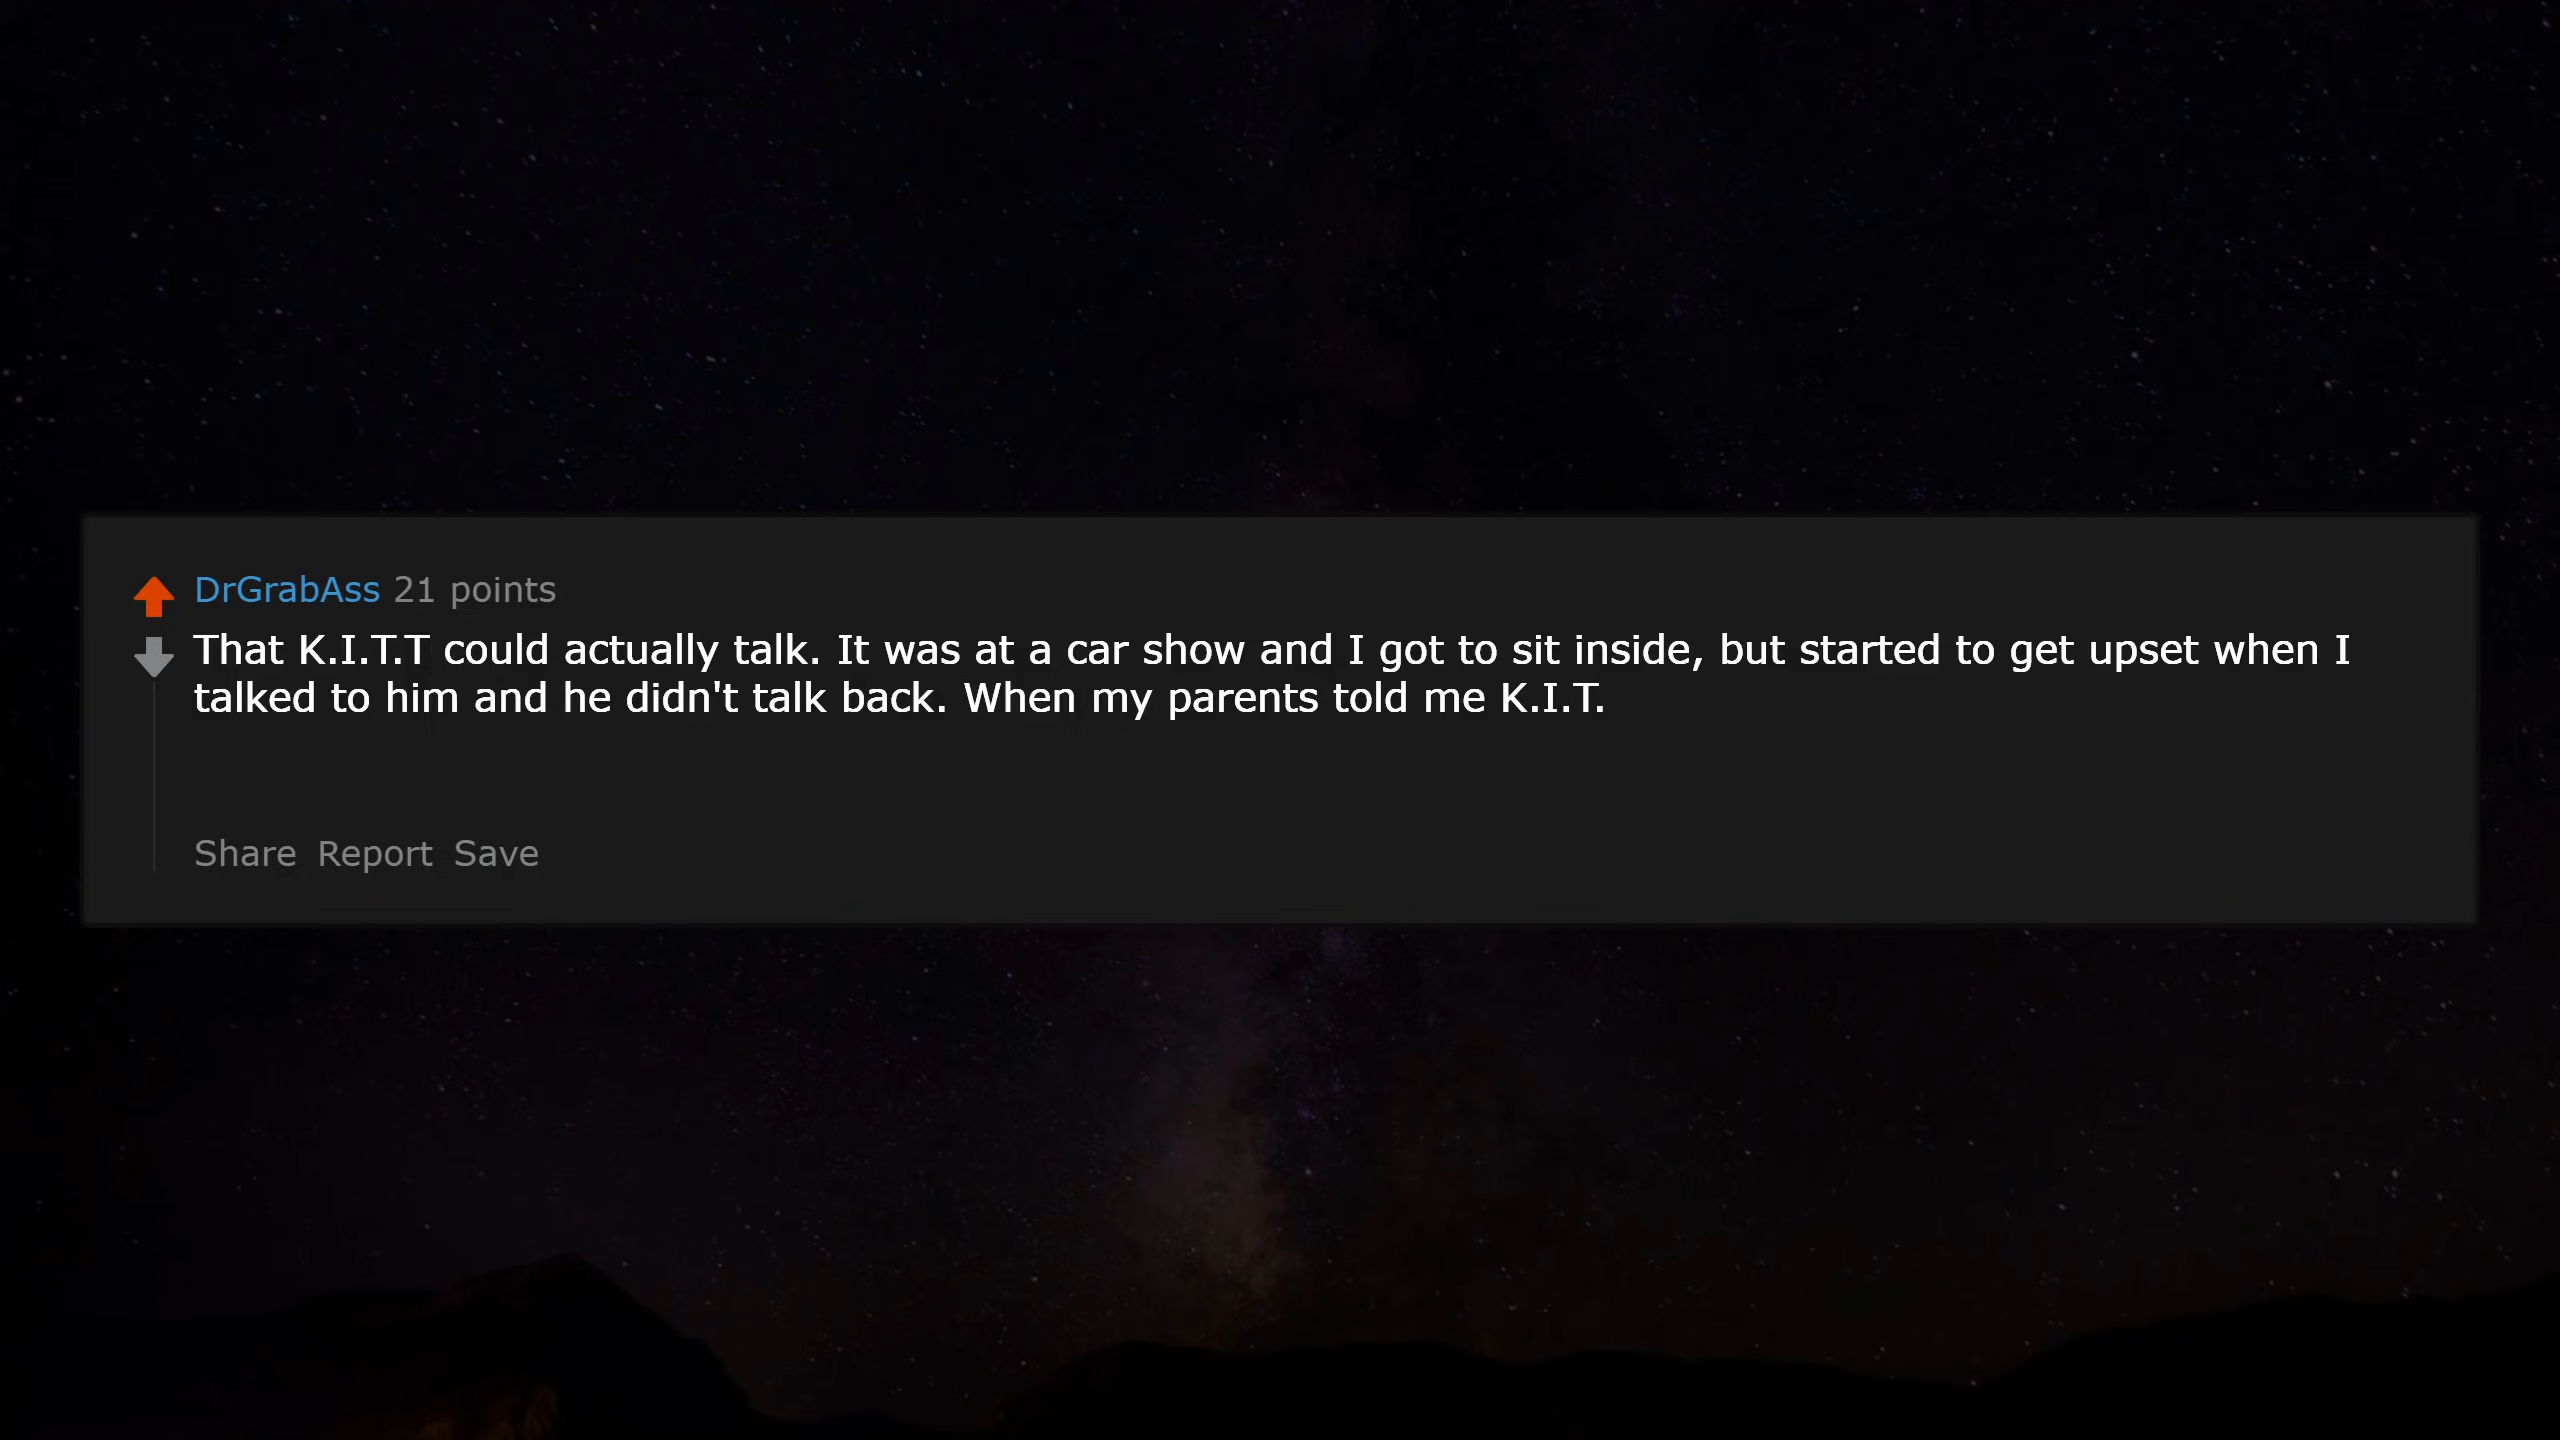 DrGrabAss 21 points
That K.I.T.T could actually talk. It was at a car show and I got to sit inside, but started to get upset when I
talked to him and he didn't talk back. When my parents told me K.I.T.
Share Report Save